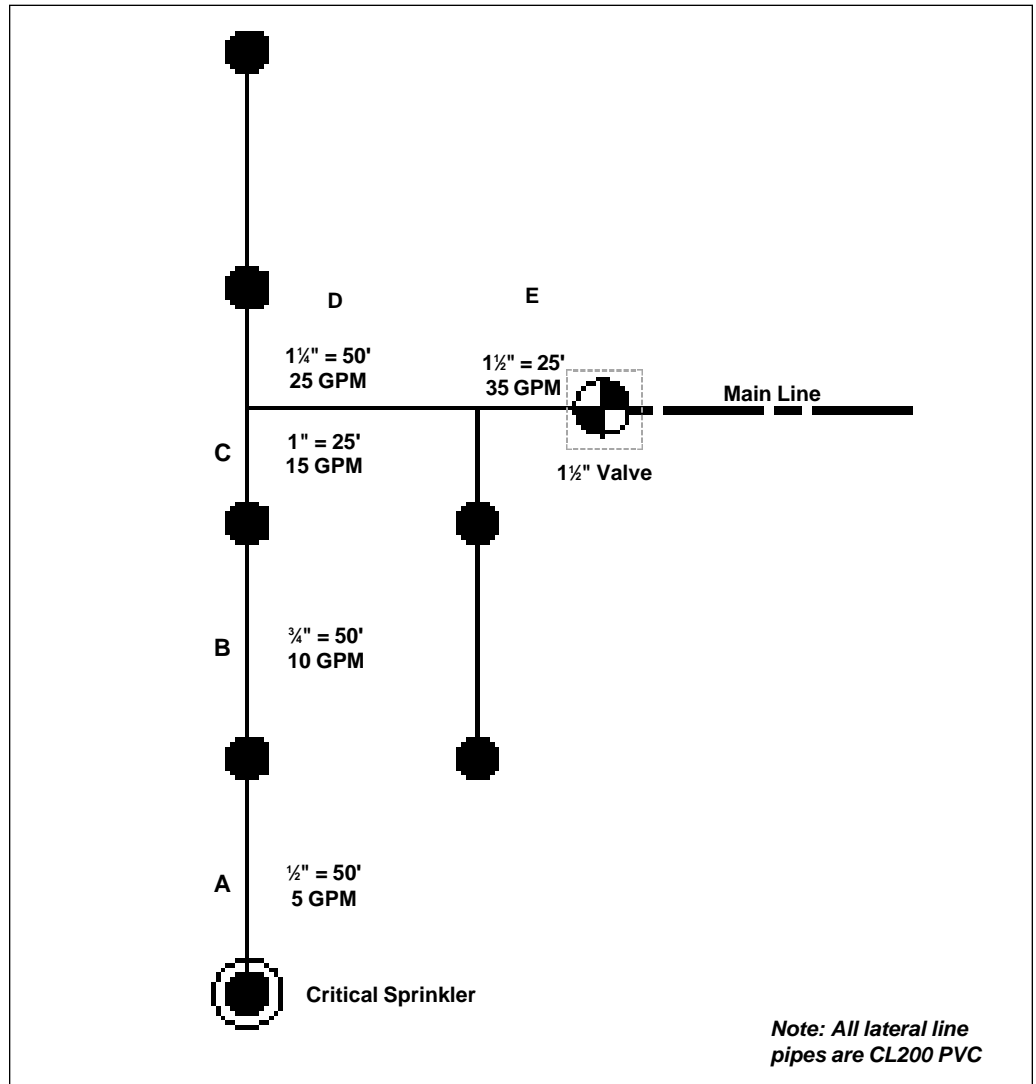 D
E
1¼" = 50'
25 GPM
1½" = 25'
35 GPM
Main Line
1½" Valve
C
1" = 25'
15 GPM
B
¾" = 50'
10 GPM
A
½" = 50'
5 GPM
Critical Sprinkler
Note: All lateral line
pipes are CL200 PVC